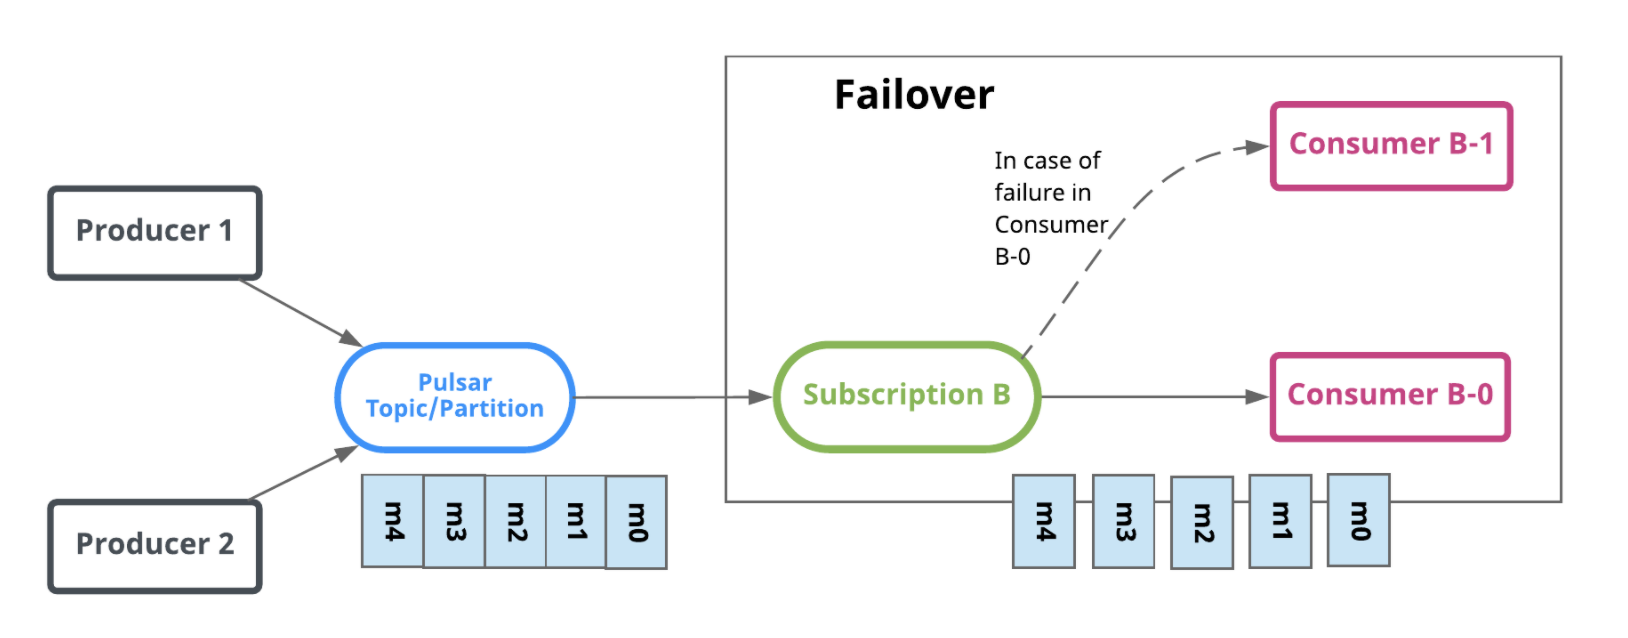 Failover
Consumer B-1
In case of
failure in
Consumer
B-0
Producer 1
Pulsar
Topic/Partition
Subscription B
Consumer B-0
Producer 2
m4
m3
m2
m1
m0
m4
m3
m2
m1
m0